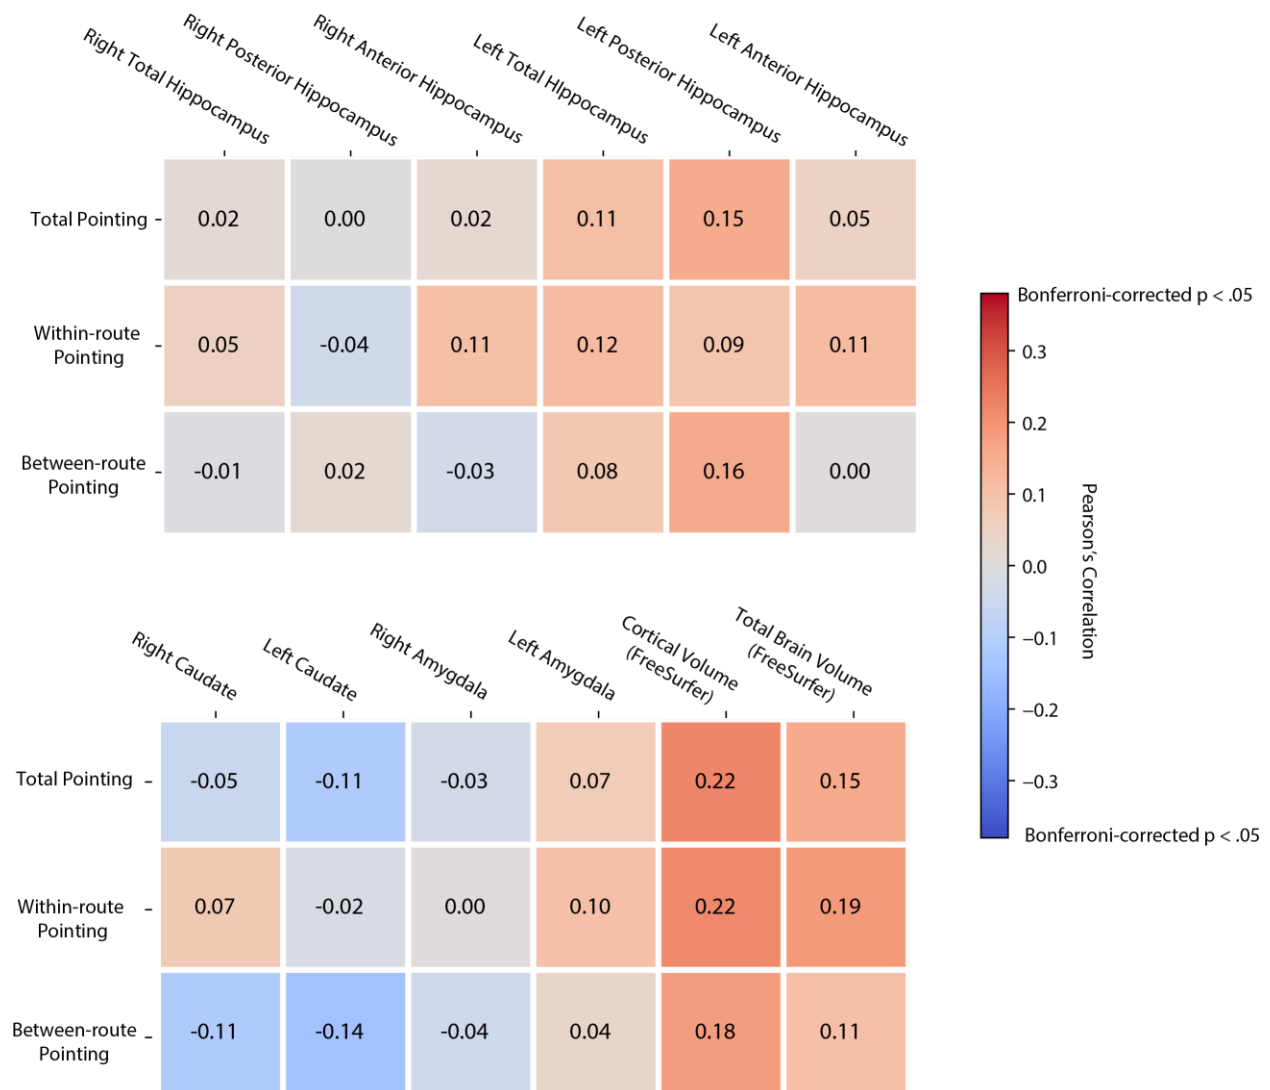 Right Total Hippocampus
Right Posterior Hippocampus
Right Anterior Hippocampus
Left Total HIppocampus
Left Posterior Hippocampus
Left Anterior Hippocampus
Total Pointing
0.02 0.00 0.02 0.11 0.15 0.05
Within-route
Pointing
0.05 -0.04 0.11 0.12 0.09 0.11
Between-route
Pointing
-0.01 0.02 -0.03 0.08 0.16 0.00
Bonferroni-corrected p < .05
0.3
0.2
0.1
0.0
−0.1
−0.2
−0.3
Bonferroni-corrected p < .05
Pearson's Correlation
Right Caudate
Left Caudate
Right Amygdala
Left Amygdala
Cortical Volume
(FreeSurfer)
Total Brain Volume
(FreeSurfer)
Total Pointing
-0.05 -0.11 -0.03 0.07 0.22 0.15
Within-route
Pointing
0.07 -0.02 0.00 0.10 0.22 0.19
Between-route
Pointing
-0.11 -0.14 -0.04 0.04 0.18 0.11